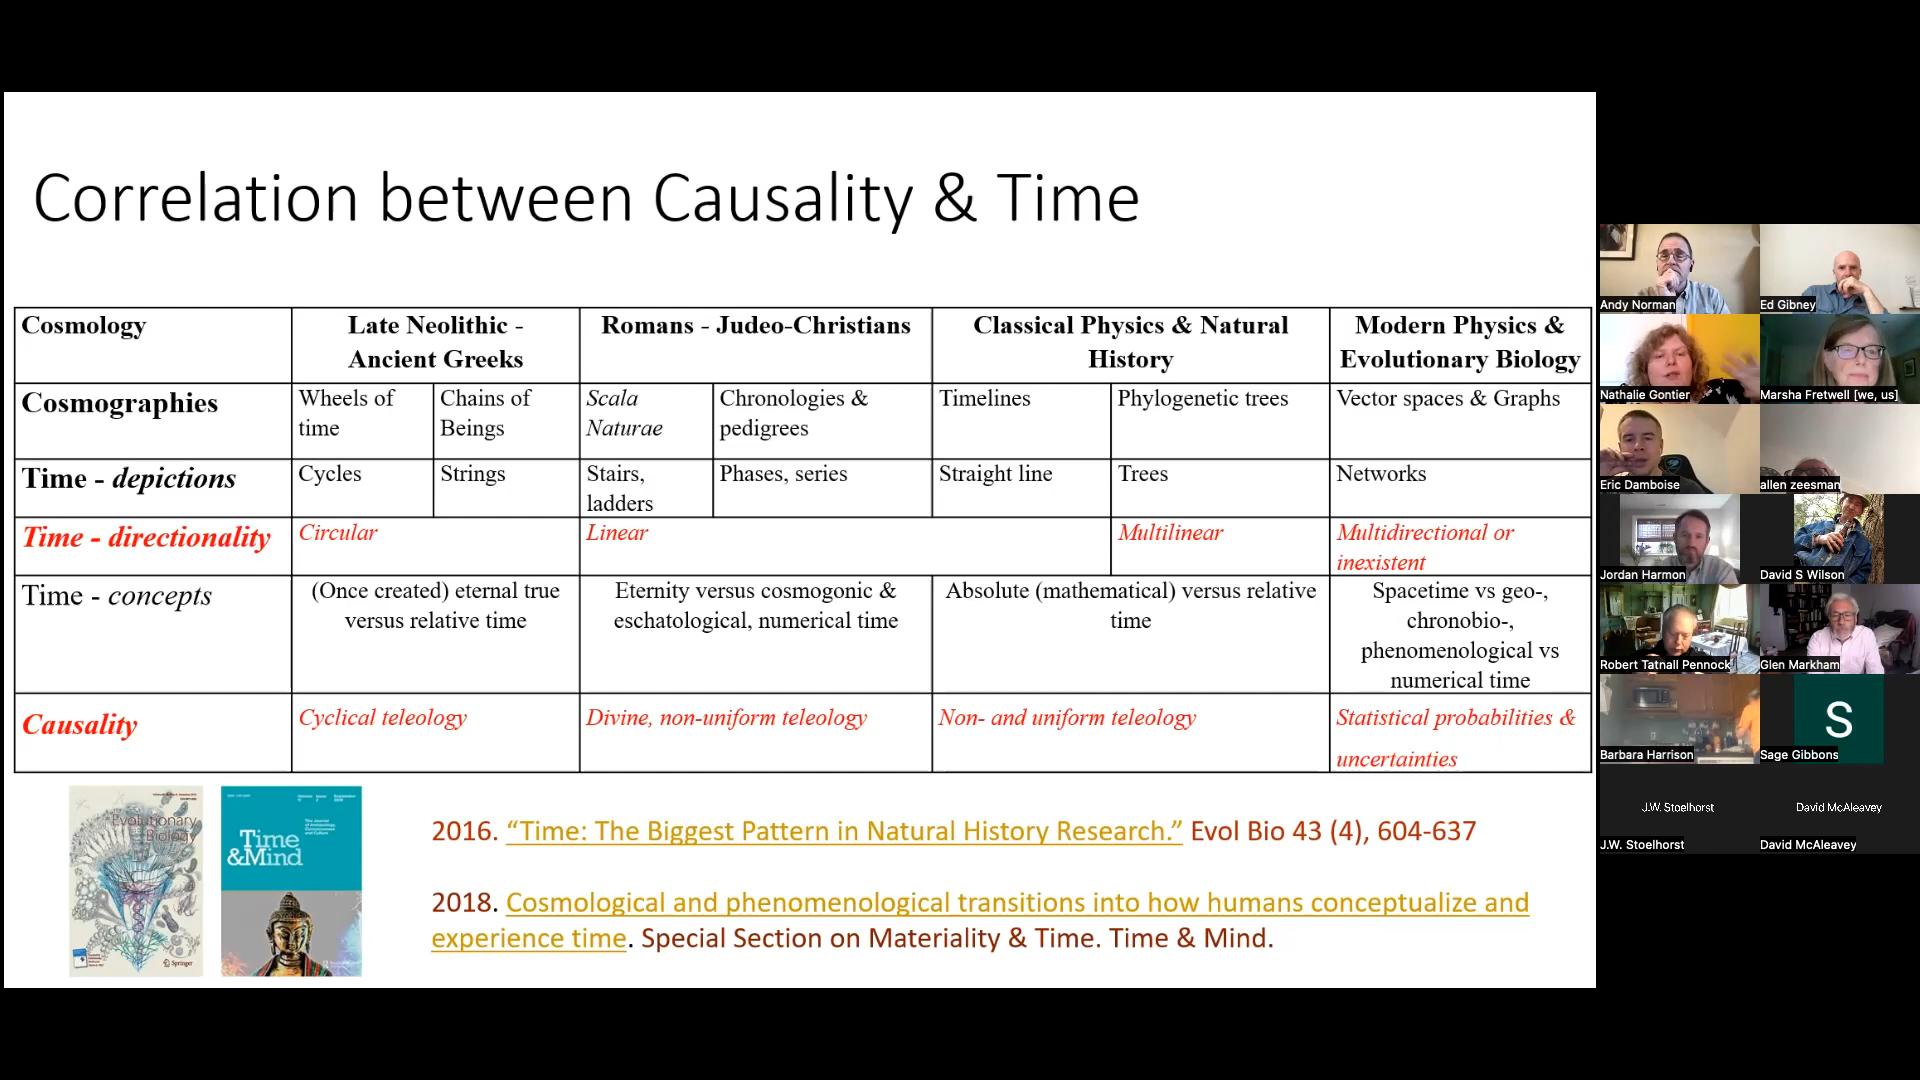 Correlation between Causality & Time
Cosmology
Late Neolithic -
Ancient Greeks
Romans - Judeo-Christians
Classical Physics & Natural
History
Modern Physics &
Evolutionary Biology
Cosmographies
Wheels of
time
Chains of
Beings
Scala
Naturae
Chronologies &
pedigrees
Timelines
Phylogenetic trees
Vector spaces & Graphs
Time - depictions
Cycles
Strings
Stairs,
ladders
Phases, series
Straight line
Trees
Networks
Time - directionality
Circular
Linear
Multilinear
Multidirectional or
inexistent
Time - concepts
(Once created) eternal true
versus relative time
Eternity versus cosmogonic &
eschatological, numerical time
Absolute (mathematical) versus relative
time
Spacetime vs geo-,
chronobio-,
phenomenological vs
numerical time
Causality
Cyclical teleology
Divine, non-uniform teleology
Non- and uniform teleology
Statistical probabilities &
uncertainties
Evolutionary
Biology
Springer
Time
&Mind
2016. “Time: The Biggest Pattern in Natural History Research.” Evol Bio 43 (4), 604-637
2018. Cosmological and phenomenological transitions into how humans conceptualize and
experience time. Special Section on Materiality & Time. Time & Mind.
Andy Norman
Ed Gibney
Nathalie Gontier
Marsha Fretwell [we, us]
Eric Damboise
allen zeesman
Jordan Harmon
David S Wilson
Robert Tatnall Pennock
Glen Markham
Barbara Harrison
S
Sage Gibbons
J.W. Stoelhorst
J.W. Stoelhorst
David McAleavey
David McAleavey